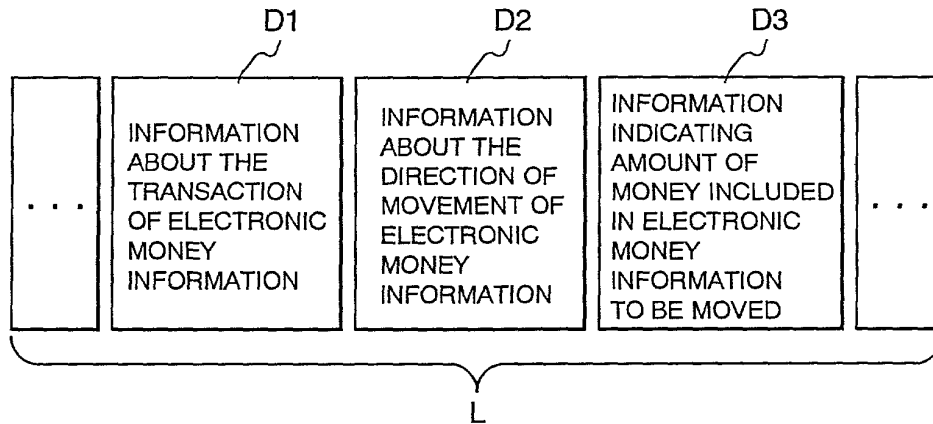 D1
D2
D3
. . .
INFORMATION
ABOUT THE
TRANSACTION
OF ELECTRONIC
MONEY
INFORMATION
INFORMATION
ABOUT THE
DIRECTION OF
MOVEMENT OF
ELECTRONIC
MONEY
INFORMATION
INFORMATION
INDICATING
AMOUNT OF
MONEY INCLUDED
IN ELECTRONIC
MONEY
INFORMATION
TO BE MOVED
. . .
L